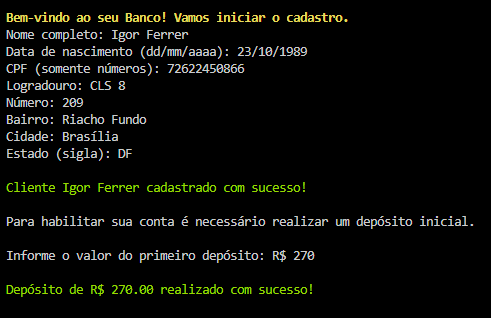 Bem-vindo ao seu Banco! Vamos iniciar o cadastro.
Nome completo: Igor Ferrer
Data de nascimento (dd/mm/aaaa): 23/10/1989
CPF (somente números): 72622450866
Logradouro: CLS 8
Número: 209
Bairro: Riacho Fundo
Cidade: Brasília
Estado (sigla): DF
Cliente Igor Ferrer cadastrado com sucesso!
Para habilitar sua conta é necessário realizar um depósito inicial.
Informe o valor do primeiro depósito: R$ 270
Depósito de R$ 270.00 realizado com sucesso!